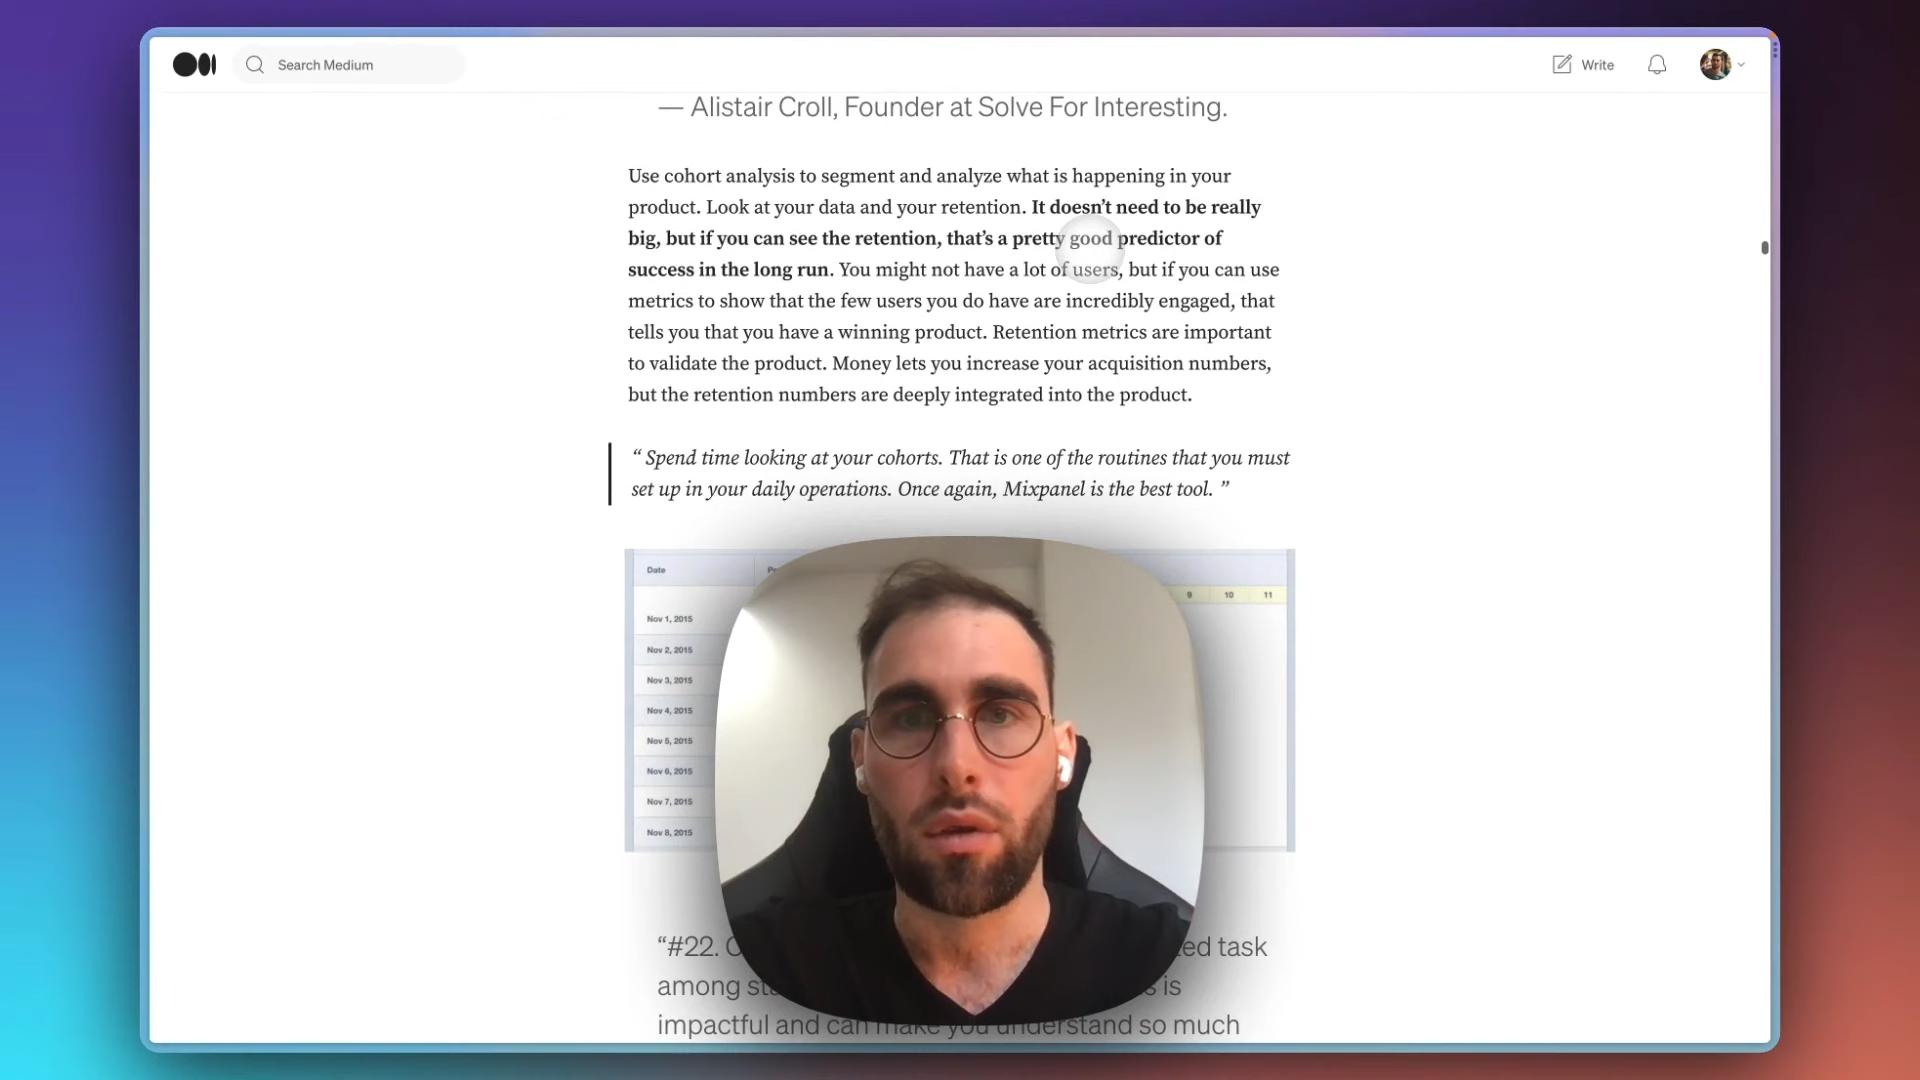 Search Medium
Write
— Alistair Croll, Founder at Solve For Interesting.
Use cohort analysis to segment and analyze what is happening in your
product. Look at your data and your retention. It doesn’t need to be really
big, but if you can see the retention, that’s a pretty good predictor of
success in the long run. You might not have a lot of users, but if you can use
metrics to show that the few users you do have are incredibly engaged, that
tells you that you have a winning product. Retention metrics are important
to validate the product. Money lets you increase your acquisition numbers,
but the retention numbers are deeply integrated into the product.
“ Spend time looking at your cohorts. That is one of the routines that you must
set up in your daily operations. Once again, Mixpanel is the best tool. ”
Date
9 10 11
Nov 1, 2015
Nov 2, 2015
Nov 3, 2015
Nov 4, 2015
Nov 5, 2015
Nov 6, 2015
Nov 7, 2015
Nov 8, 2015
“#22. task
among is
impactful and can make you understand so much